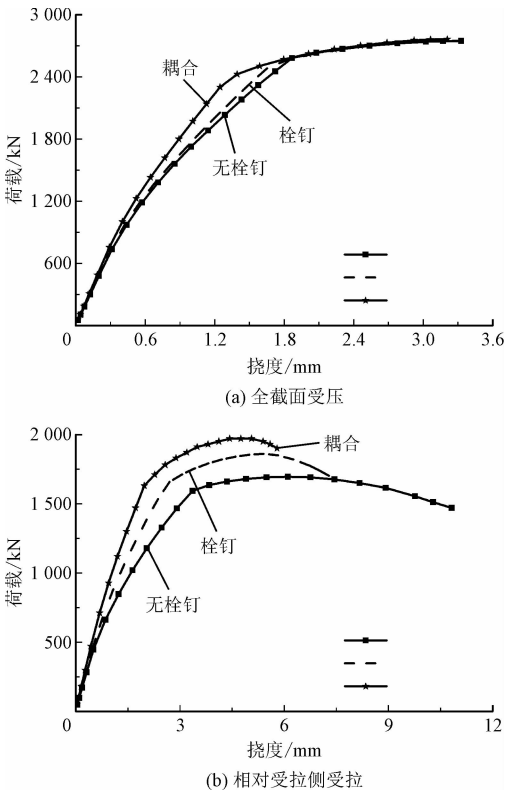 3 000
2 400
1 800
1 200
600
荷载/kN
耦合
栓钉
无栓钉
0 0.6 1.2 1.8 2.4 3.0 3.6
挠度/mm
(a) 全截面受压
2 000
1 500
1 000
500
荷载/kN
耦合
栓钉
无栓钉
0 3 6 9 12
挠度/mm
(b) 相对受拉侧受拉